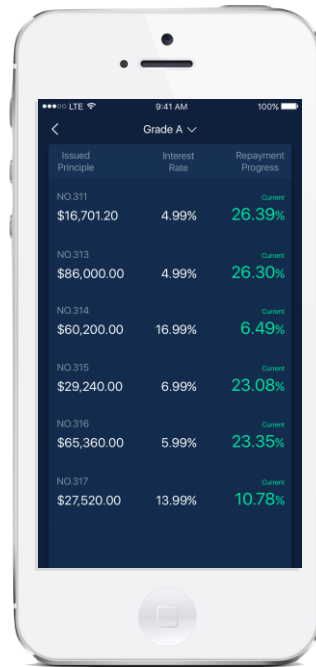 LTE 9:41 AM 100%
Grade A
Issued Principle Interest Rate Repayment Progress
NO.311 Current
$16,701.20 4.99% 26.39%
NO.313 Current
$86,000.00 4.99% 26.30%
NO.314 Current
$60,200.00 16.99% 6.49%
NO.315 Current
$29,240.00 6.99% 23.08%
NO.316 Current
$65,360.00 5.99% 23.35%
NO.317 Current
$27,520.00 13.99% 10.78%